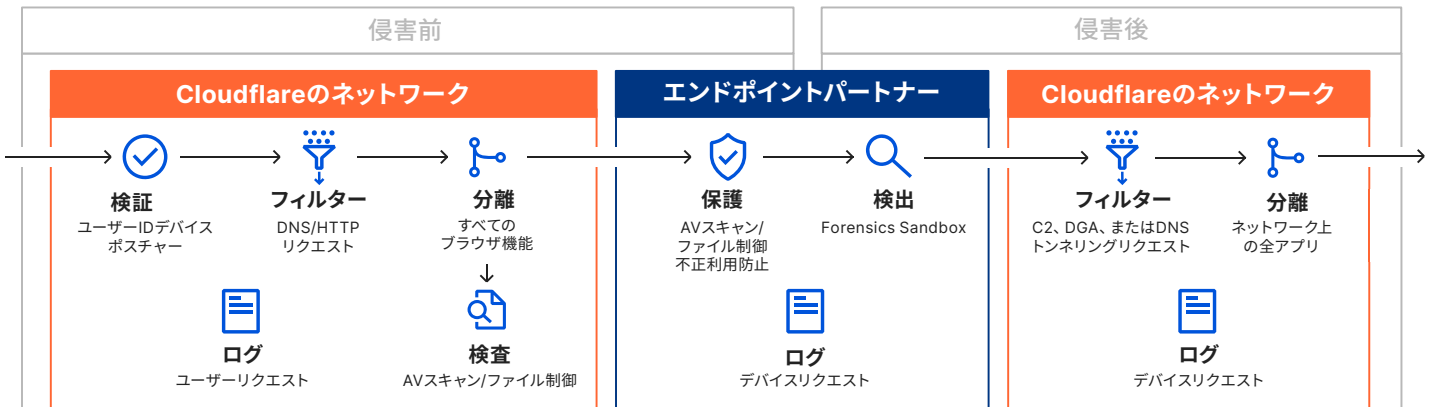 侵害前
侵害後
Cloudflareのネットワーク
検証
ユーザーIDデバイス
ポスチャー
フィルター
DNS/HTTP
リクエスト
分離
すべての
ブラウザ機能
ログ
ユーザーリクエスト
検査
AVスキャン/ファイル制御
エンドポイントパートナー
保護
AVスキャン/
ファイル制御
不正利用防止
検出
Forensics Sandbox
ログ
デバイスリクエスト
Cloudflareのネットワーク
フィルター
C2、DGA、またはDNS
トンネリングリクエスト
分離
ネットワーク上
の全アプリ
ログ
デバイスリクエスト